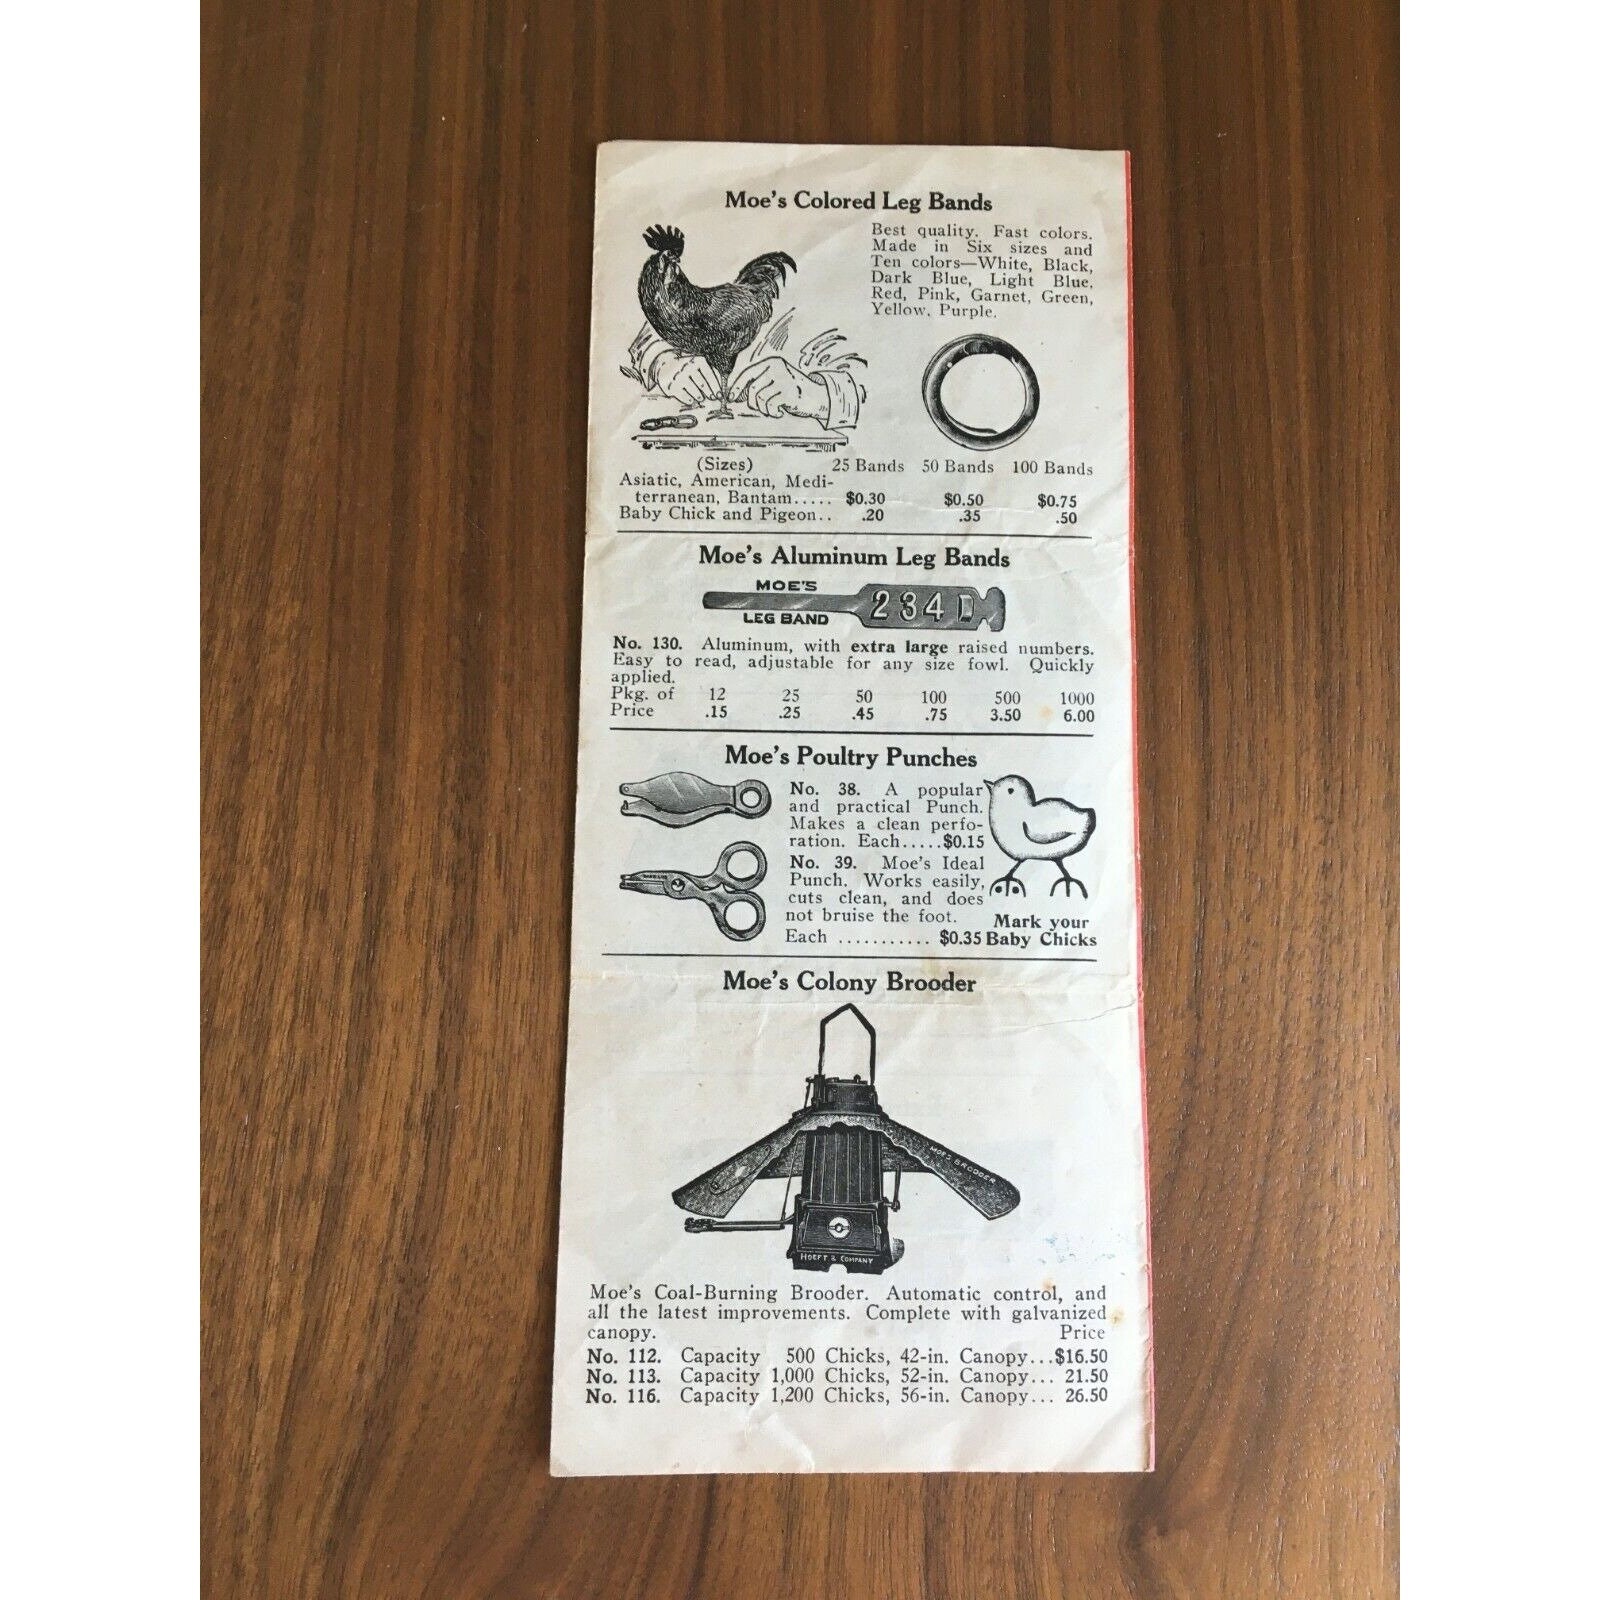 Moe's Colored Leg Bands
Best quality. Fast colors.
Made in Six sizes and
Ten colors—White, Black,
Dark Blue, Light Blue,
Red, Pink, Garnet, Green,
Yellow, Purple.
(Sizes) 25 Bands 50 Bands 100 Bands
Asiatic, American, Medi-
terranean, Bantam..... $0.30 $0.50 $0.75
Baby Chick and Pigeon.. .20 .35 .50
Moe's Aluminum Leg Bands
MOE'S
LEG BAND
234
No. 130. Aluminum, with extra large raised numbers.
Easy to read, adjustable for any size fowl. Quickly
applied.
Pkg. of 12 25 50 100 500 1000
Price .15 .25 .45 .75 3.50 6.00
Moe's Poultry Punches
No. 38. A popular
and practical Punch.
Makes a clean perfo-
ration. Each.....$0.15
No. 39. Moe's Ideal
Punch. Works easily,
cuts clean, and does
not bruise the foot.
Each ........... $0.35
Mark your
Baby Chicks
Moe's Colony Brooder
MOE'S BROODER
HOEFT & COMPANY
Moe's Coal-Burning Brooder. Automatic control, and
all the latest improvements. Complete with galvanized
canopy. Price
No. 112. Capacity 500 Chicks, 42-in. Canopy...$16.50
No. 113. Capacity 1,000 Chicks, 52-in. Canopy... 21.50
No. 116. Capacity 1,200 Chicks, 56-in. Canopy... 26.50